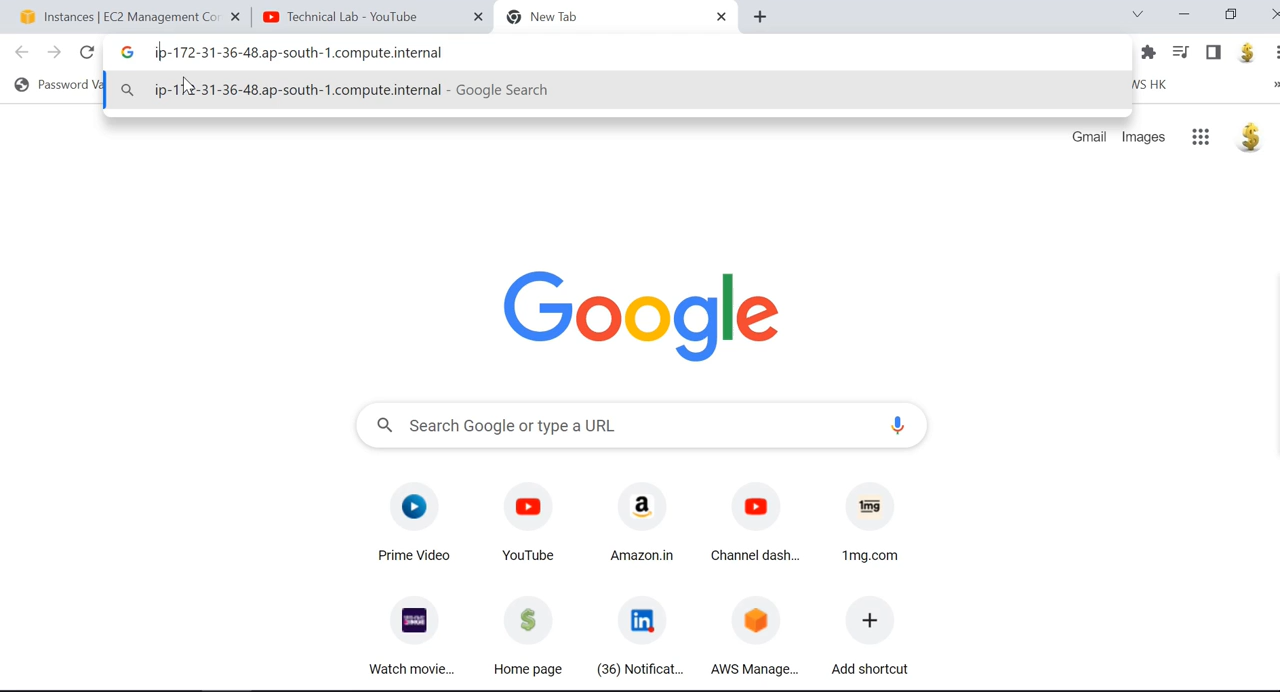 Instances | EC2 Management Co
Technical Lab - YouTube
New Tab
ip-172-31-36-48.ap-south-1.compute.internal
Password Va
ip-172-31-36-48.ap-south-1.compute.internal - Google Search
WS HK
»
Gmail Images
Google
Search Google or type a URL
a
1mg
Prime Video YouTube Amazon.in Channel dash... 1mg.com
in
Watch movie... Home page (36) Notificat... AWS Manage... Add shortcut